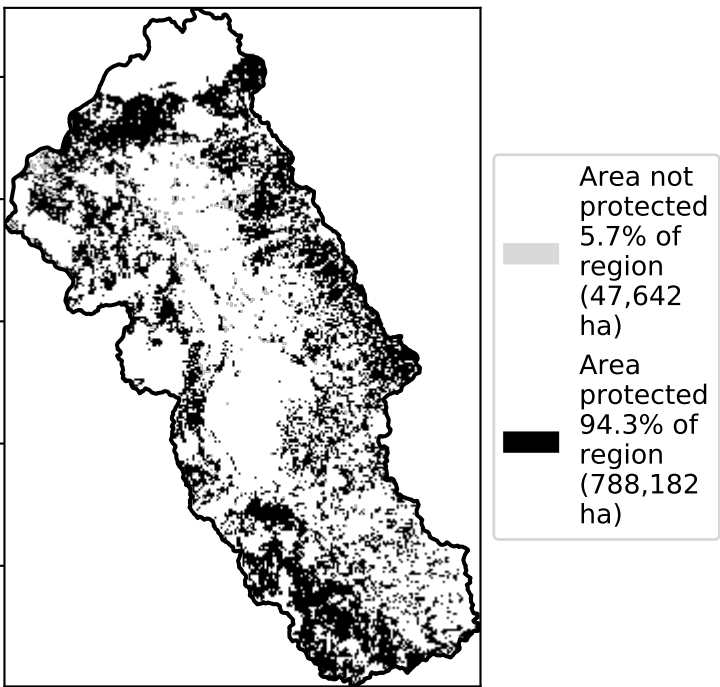 Area not
protected
5.7% of
region
(47,642
ha)
Area
protected
94.3% of
region
(788,182
ha)